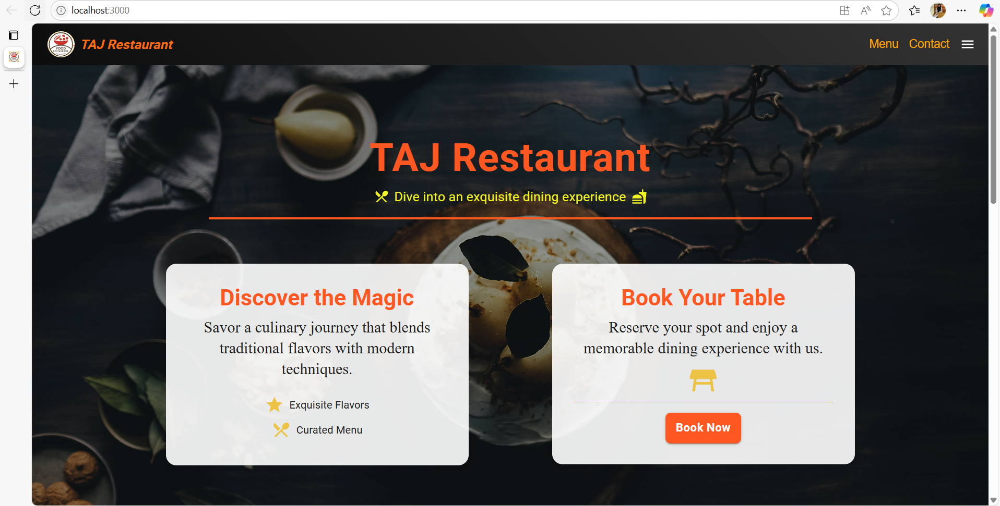 localhost:3000
FOOD
RESTAURANT
TAJ Restaurant
Menu
Contact
TAJ Restaurant
Dive into an exquisite dining experience
Discover the Magic
Savor a culinary journey that blends
traditional flavors with modern
techniques.
Exquisite Flavors
Curated Menu
Book Your Table
Reserve your spot and enjoy a
memorable dining experience with us.
Book Now